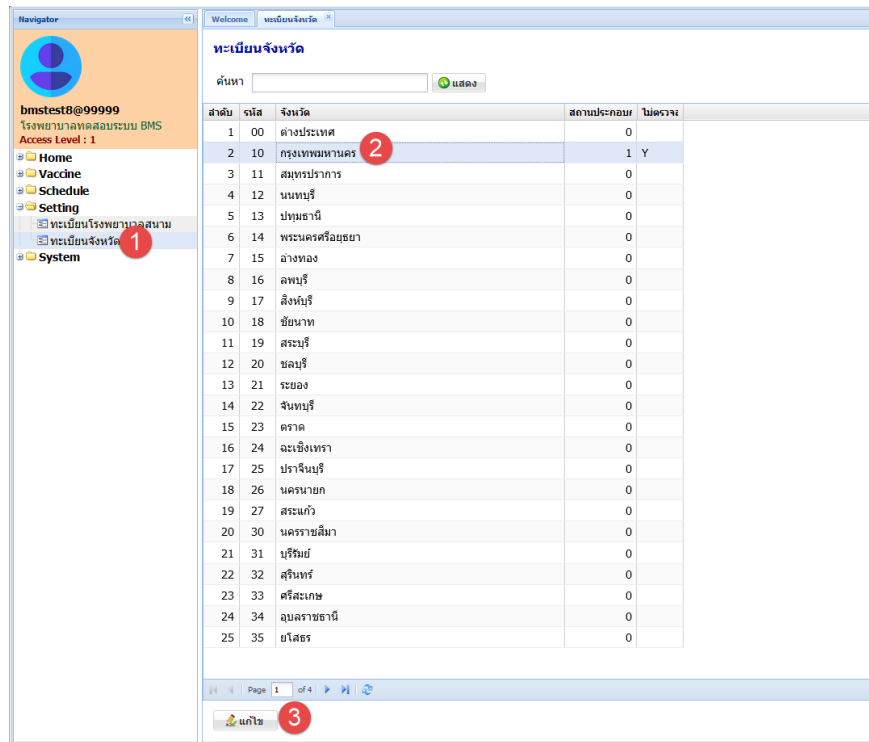 Navigator
bmstest8@99999
โรงพยาบาลทดสอบระบบ BMS
Access Level : 1
Home
Vaccine
Schedule
Setting
ทะเบียนโรงพยาบาลสนาม
ทะเบียนจังหวัด 1
System
Welcome ทะเบียนจังหวัด
ทะเบียนจังหวัด
ค้นหา แสดง
ลำดับ รหัส จังหวัด สถานประกอบ ไม่ตรวจ
1 00 ต่างประเทศ 0
2 10 กรุงเทพมหานคร 2 1 Y
3 11 สมุทรปราการ 0
4 12 นนทบุรี 0
5 13 ปทุมธานี 0
6 14 พระนครศรีอยุธยา 0
7 15 อ่างทอง 0
8 16 ลพบุรี 0
9 17 สิงห์บุรี 0
10 18 ชัยนาท 0
11 19 สระบุรี 0
12 20 ชลบุรี 0
13 21 ระยอง 0
14 22 จันทบุรี 0
15 23 ตราด 0
16 24 ฉะเชิงเทรา 0
17 25 ปราจีนบุรี 0
18 26 นครนายก 0
19 27 สระแก้ว 0
20 30 นครราชสีมา 0
21 31 บุรีรัมย์ 0
22 32 สุรินทร์ 0
23 33 ศรีสะเกษ 0
24 34 อุบลราชธานี 0
25 35 ยโสธร 0
Page 1 of 4
แก้ไข 3